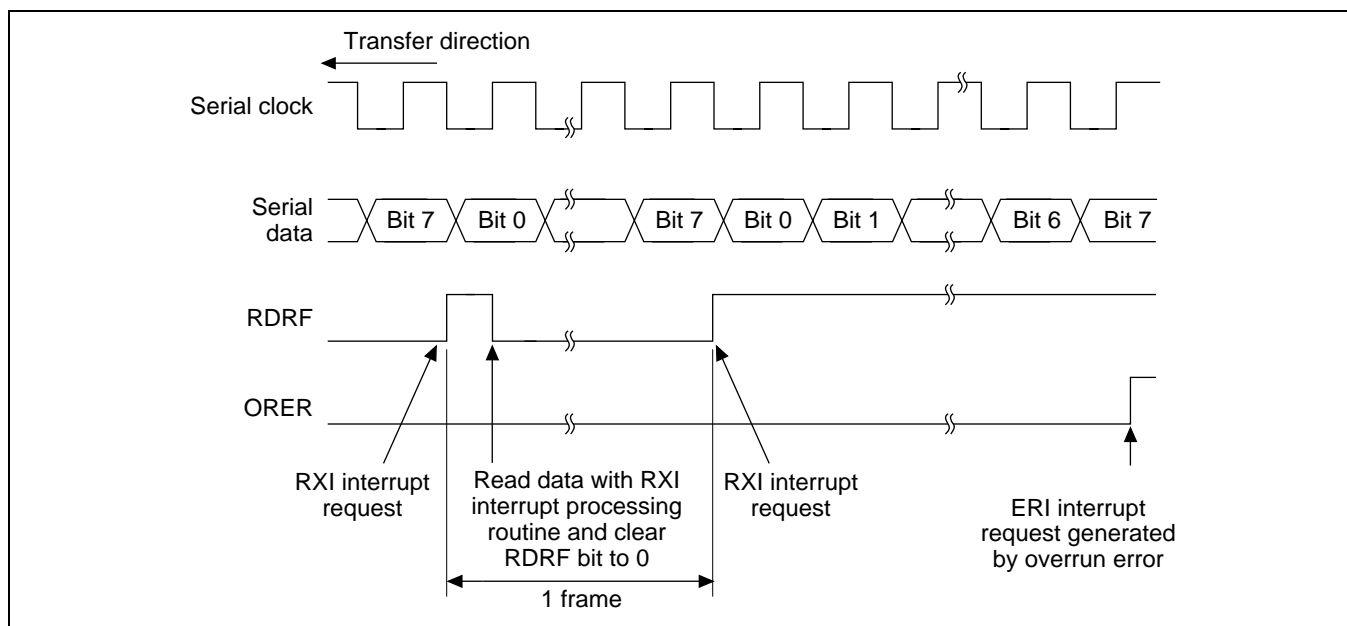 Transfer direction
Serial clock
Serial
data
Bit 7 Bit 0 Bit 7 Bit 0 Bit 1 Bit 6 Bit 7
RDRF
ORER
RXI interrupt
request
Read data with RXI
interrupt processing
routine and clear
RDRF bit to 0
RXI interrupt
request
ERI interrupt
request generated
by overrun error
1 frame